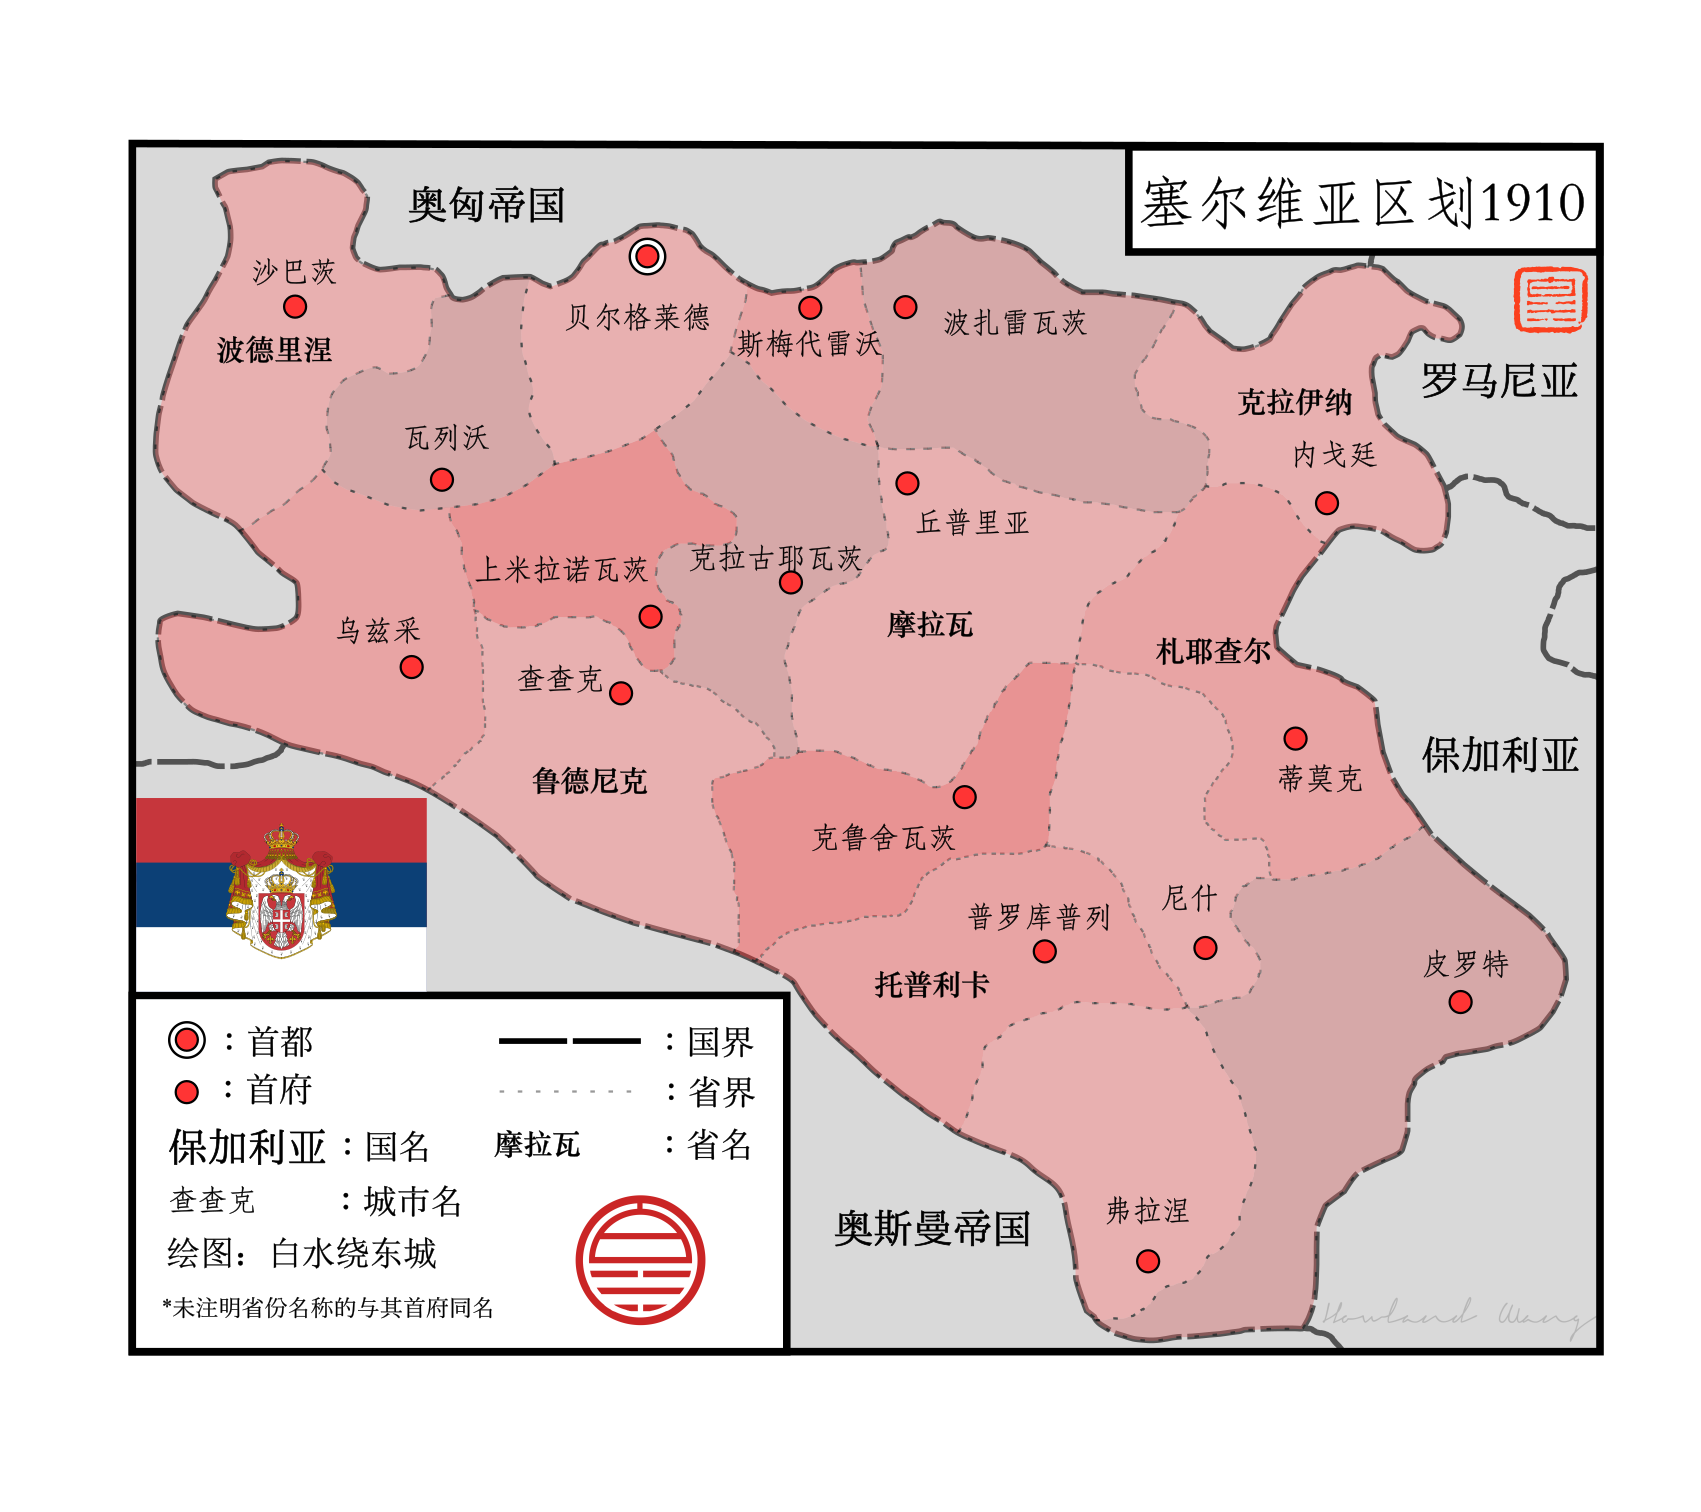 塞尔维亚区划1910
奥匈帝国
沙巴茨
波德里涅
贝尔格莱德
斯梅代雷沃
波扎雷瓦茨
罗马尼亚
克拉伊纳
内戈廷
瓦列沃
丘普里亚
上米拉诺瓦茨
克拉古耶瓦茨
乌兹采
摩拉瓦
札耶查尔
查查克
鲁德尼克
保加利亚
蒂莫克
克鲁舍瓦茨
尼什
普罗库普列
皮罗特
托普利卡
弗拉涅
奥斯曼帝国
：首都
：国界
：首府
：省界
保加利亚：国名
摩拉瓦：省名
查查克：城市名
绘图：白水绕东城
*未注明省份名称的与其首府同名
Howland Wang